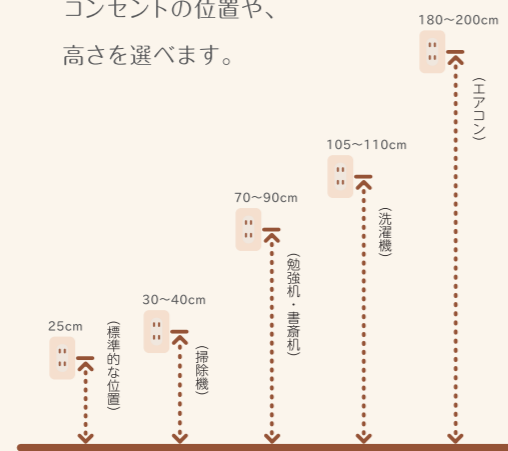 コンセントの位置や、
高さを選べます。
25cm
(標準的な位置)
30〜40cm
(掃除機)
70〜90cm
(勉強机・書斎机)
105〜110cm
(洗濯機)
180〜200cm
(エアコン)